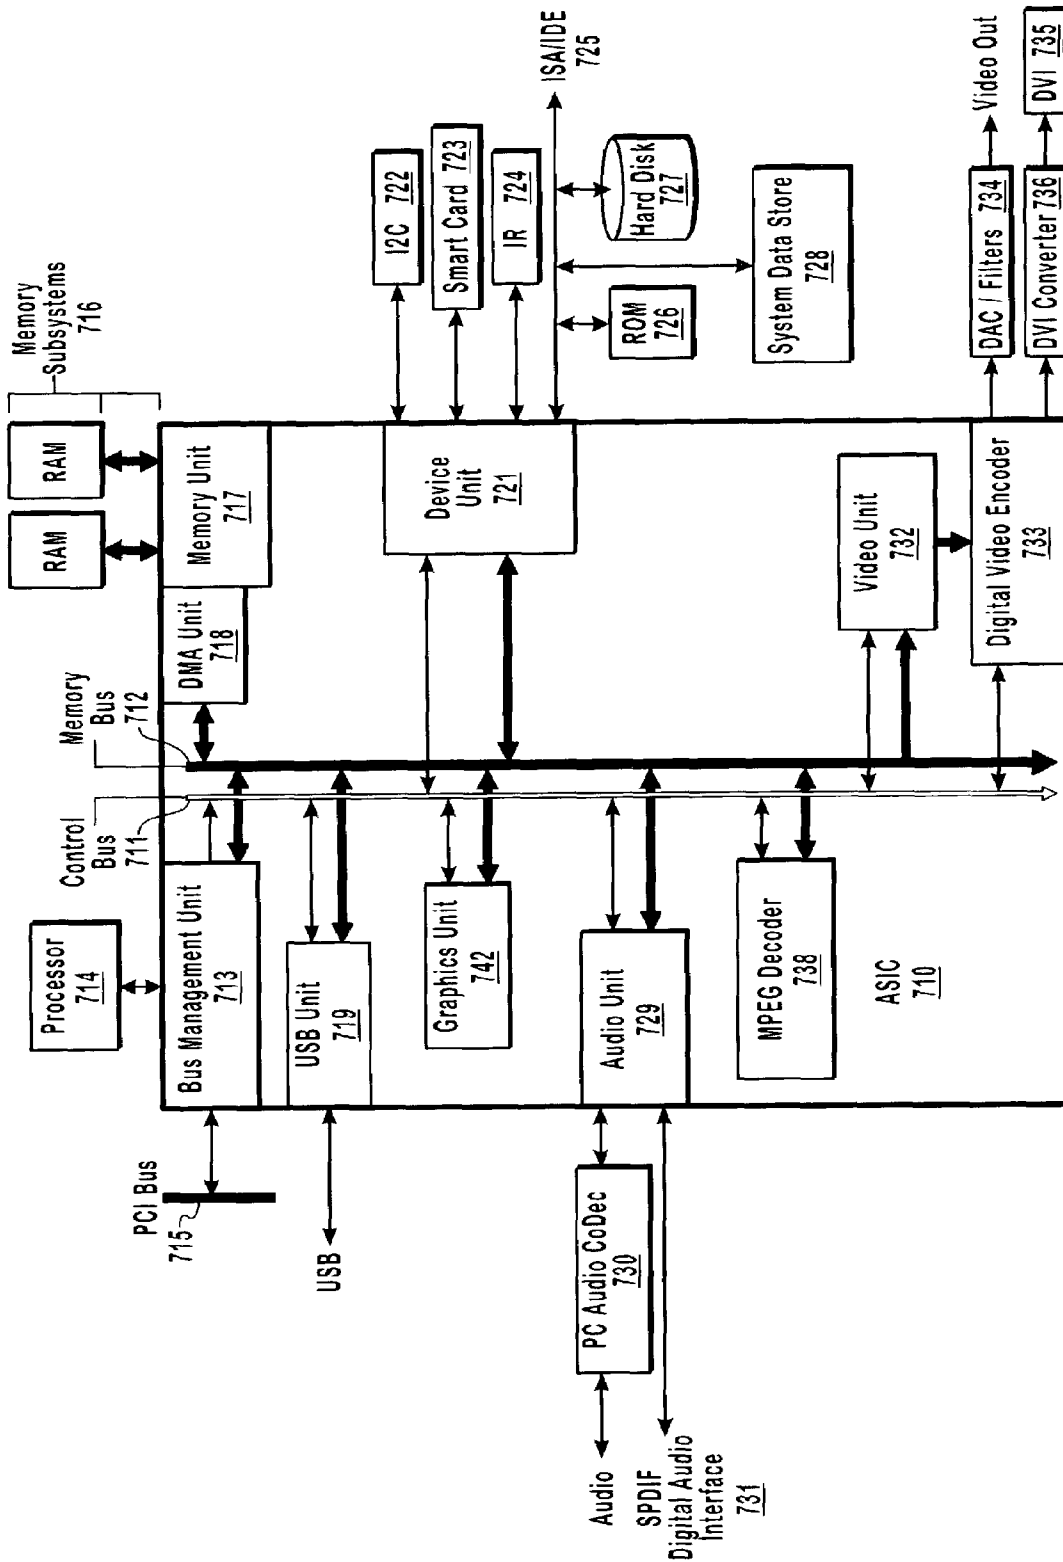 Memory
Subsystems
716
RAM
RAM
Processor
714
Control
Bus
711
Memory
Bus
712
PCI Bus
715
Bus Management Unit
713
DMA Unit
718
Memory Unit
717
USB
USB Unit
719
Graphics Unit
742
Device
Unit
721
I2C 722
Smart Card 723
IR 724
ISA/IDE
725
ROM
726
Hard Disk
727
System Data Store
728
Audio
PC Audio CoDec
730
SPDIF
Digital Audio
Interface
731
Audio Unit
729
MPEG Decoder
738
ASIC
710
Video Unit
732
Digital Video Encoder
733
DAC / Filters 734
Video Out
DVI Converter 736
DVI 735